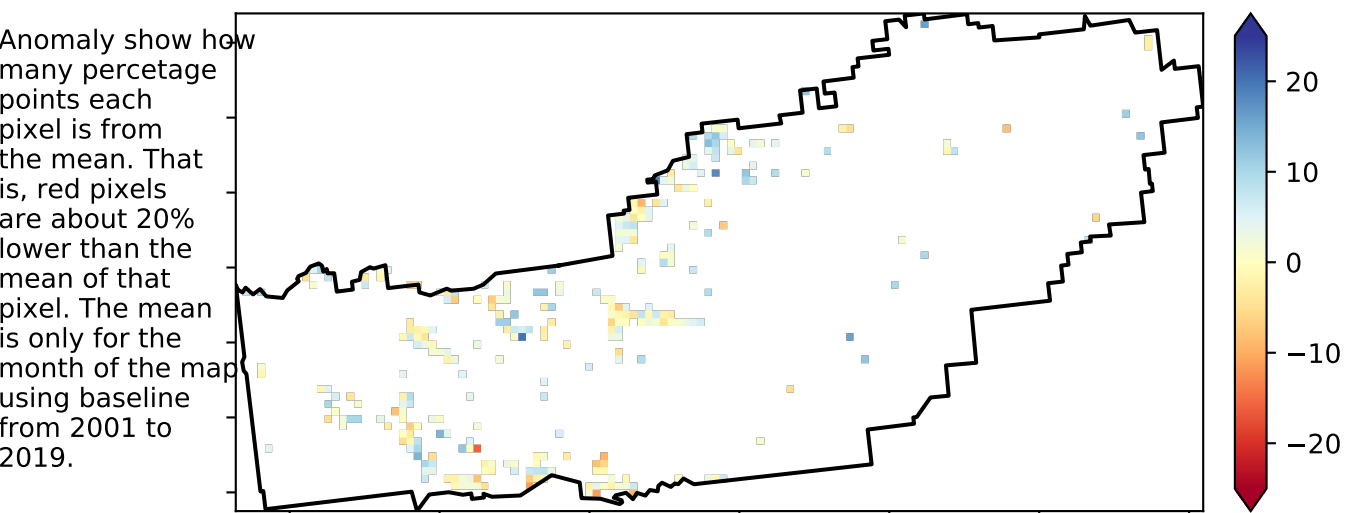 Anomaly show how
many percetage
points each
pixel is from
the mean. That
is, red pixels
are about 20%
lower than the
mean of that
pixel. The mean
is only for the
month of the map
using baseline
from 2001 to
2019.
20
10
0
−10
−20